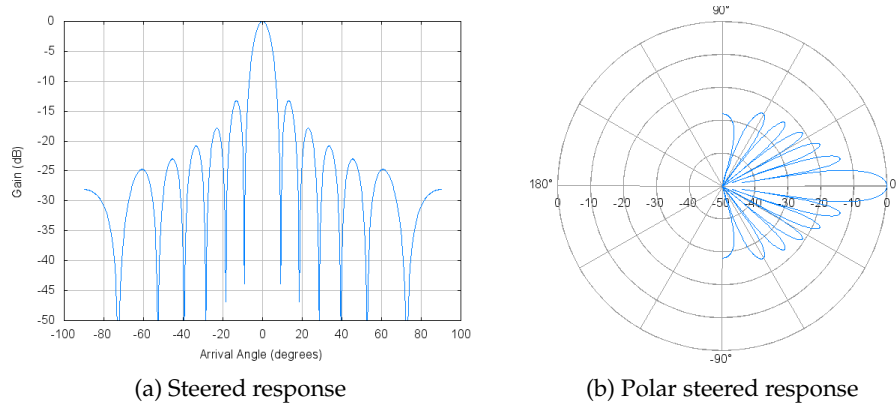 0
-5
-10
-15
-20
-25
-30
-35
-40
-45
-50
Gain (dB)
-100 -80 -60 -40 -20 0 20 40 60 80 100
Arrival Angle (degrees)
(a) Steered response
90°
180° 0
0 -10 -20 -30 -40 -50 -40 -30 -20 -10 0
-90°
(b) Polar steered response